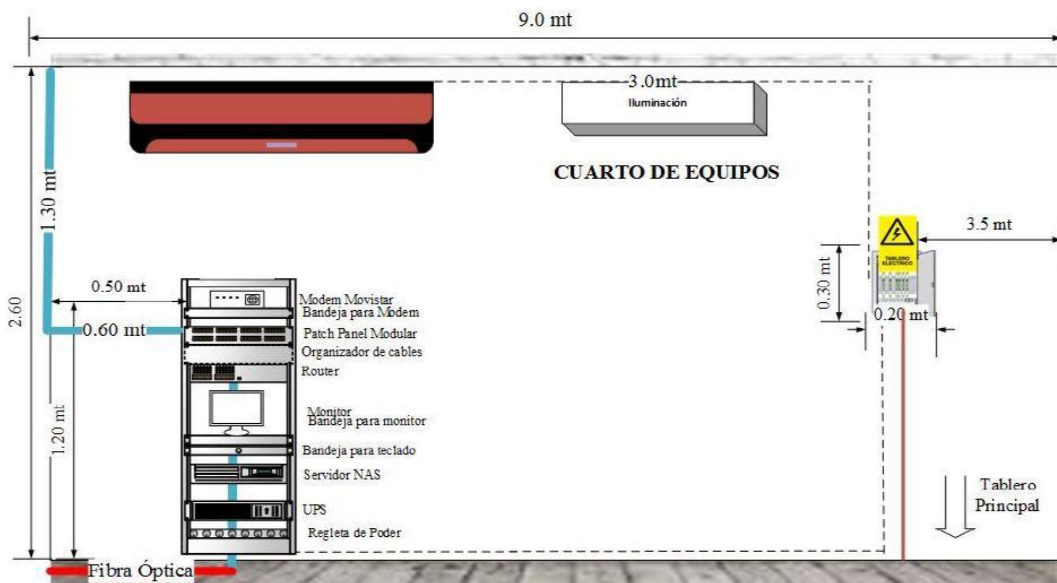 9.0 mt
3.0mt
Iluminación
CUARTO DE EQUIPOS
1.30 mt
2.60
3.5 mt
TABLERO
ELECTRICO
0.30 mt
0.20 mt
0.50 mt
0.60 mt
1.20 mt
Modem Movistar
Bandeja para Modem
Patch Panel Modular
Organizador de cables
Router
Monitor
Bandeja para monitor
Bandeja para teclado
Servidor NAS
UPS
Regleta de Poder
Tablero
Principal
Fibra Óptica